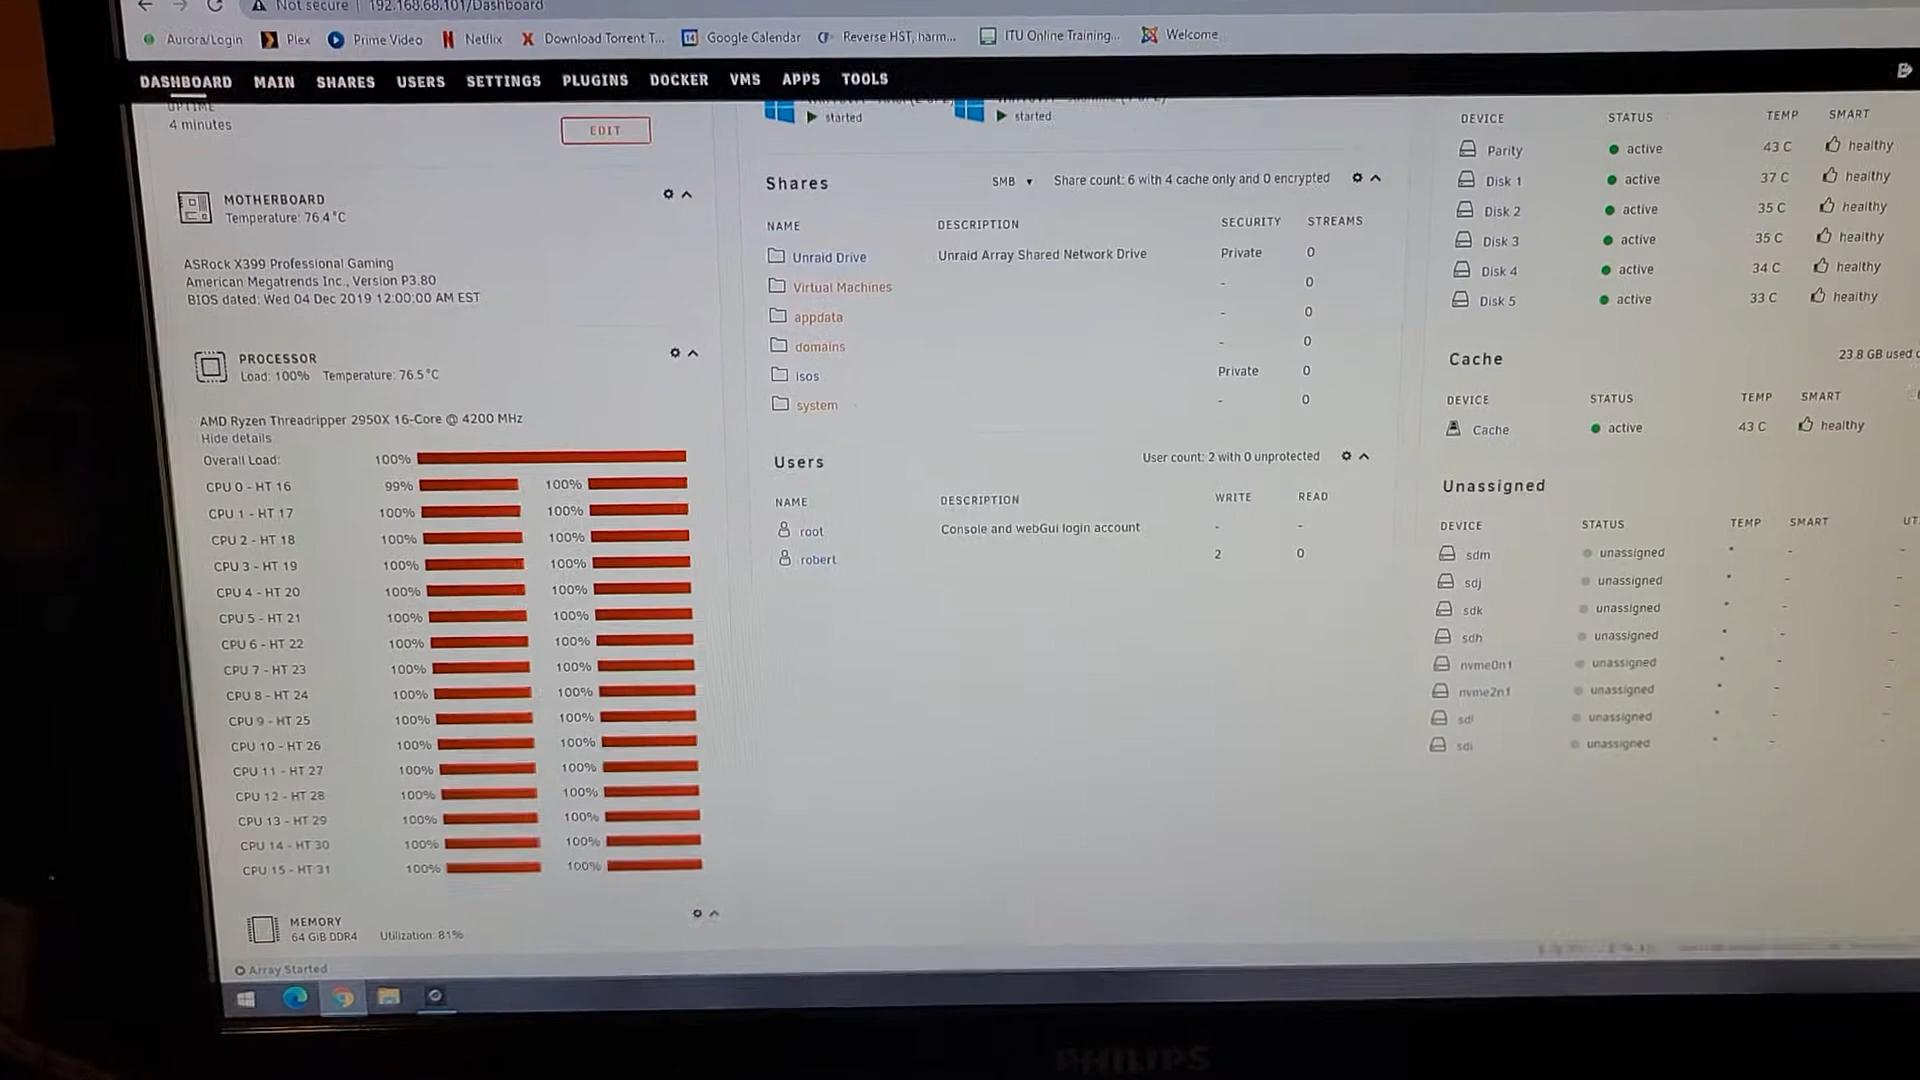 Not secure | 192.168.68.101/Dashboard
Aurora/Login Plex Prime Video Netflix Download Torrent T... Google Calendar Reverse HST, harm... ITU Online Training... Welcome
DASHBOARD MAIN SHARES USERS SETTINGS PLUGINS DOCKER VMS APPS TOOLS
UPTIME
4 minutes
EDIT
MOTHERBOARD
Temperature: 76.4°C
ASRock X399 Professional Gaming
American Megatrends Inc., Version P3.80
BIOS dated: Wed 04 Dec 2019 12:00:00 AM EST
PROCESSOR
Load: 100% Temperature: 76.5°C
AMD Ryzen Threadripper 2950X 16-Core @ 4200 MHz
Hide details
Overall Load: 100%
CPU 0 - HT 16 99% 100%
CPU 1 - HT 17 100% 100%
CPU 2 - HT 18 100% 100%
CPU 3 - HT 19 100% 100%
CPU 4 - HT 20 100% 100%
CPU 5 - HT 21 100% 100%
CPU 6 - HT 22 100% 100%
CPU 7 - HT 23 100% 100%
CPU 8 - HT 24 100% 100%
CPU 9 - HT 25 100% 100%
CPU 10 - HT 26 100% 100%
CPU 11 - HT 27 100% 100%
CPU 12 - HT 28 100% 100%
CPU 13 - HT 29 100% 100%
CPU 14 - HT 30 100% 100%
CPU 15 - HT 31 100% 100%
MEMORY
64 GiB DDR4 Utilization: 81%
Array Started
started started
Shares SMB Share count: 6 with 4 cache only and 0 encrypted
NAME DESCRIPTION SECURITY STREAMS
Unraid Drive Unraid Array Shared Network Drive Private 0
Virtual Machines - 0
appdata - 0
domains - 0
isos Private 0
system - 0
Users User count: 2 with 0 unprotected
NAME DESCRIPTION WRITE READ
root Console and webGui login account - -
robert 2 0
DEVICE STATUS TEMP SMART
Parity active 43 C healthy
Disk 1 active 37 C healthy
Disk 2 active 35 C healthy
Disk 3 active 35 C healthy
Disk 4 active 34 C healthy
Disk 5 active 33 C healthy
Cache 23.8 GB used
DEVICE STATUS TEMP SMART
Cache active 43 C healthy
Unassigned
DEVICE STATUS TEMP SMART
sdm unassigned * - -
sdj unassigned * - -
sdk unassigned * - -
sdh unassigned * - -
nvme0n1 unassigned * - -
nvme2n1 unassigned * - -
unassigned * - -
unassigned * - -
PHILIPS